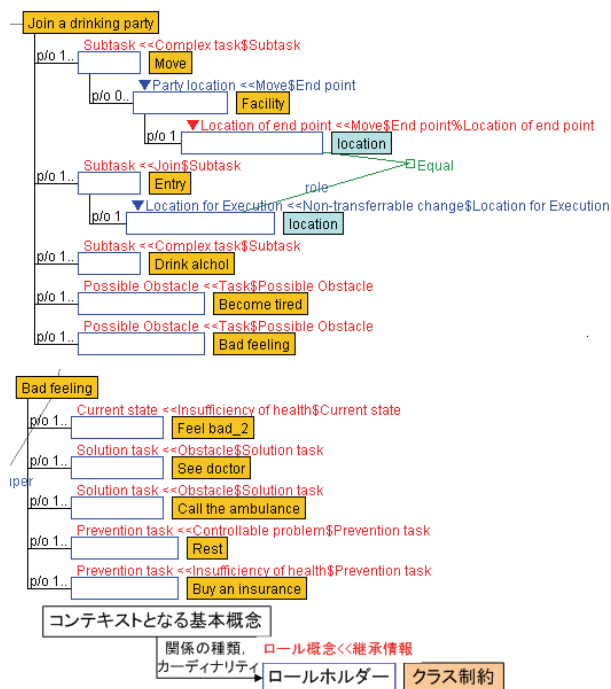 Join a drinking party
Subtask <<Complex task$Subtask
p/o 1..
Move
▼Party location <<Move$End point
p/o 0..
Facility
▼Location of end point <<Move$End point%Location of end point
p/o 1
location
Equal
Subtask <<Join$Subtask
p/o 1..
Entry
role
▼Location for Execution <<Non-transferrable change$Location for Execution
p/o 1
location
Subtask <<Complex task$Subtask
p/o 1..
Drink alchol
Possible Obstacle <<Task$Possible Obstacle
p/o 1..
Become tired
Possible Obstacle <<Task$Possible Obstacle
p/o 1..
Bad feeling
Bad feeling
Current state <<Insufficiency of health$Current state
p/o 1..
Feel bad_2
Solution task <<Obstacle$Solution task
p/o 1..
See doctor
Solution task <<Obstacle$Solution task
p/o 1..
Call the ambulance
Prevention task <<Controllable problem$Prevention task
p/o 1..
Rest
Prevention task <<Insufficiency of health$Prevention task
p/o 1..
Buy an insurance
コンテキストとなる基本概念
関係の種類, ロール概念<<継承情報
カーディナリティ
ロールホルダー クラス制約